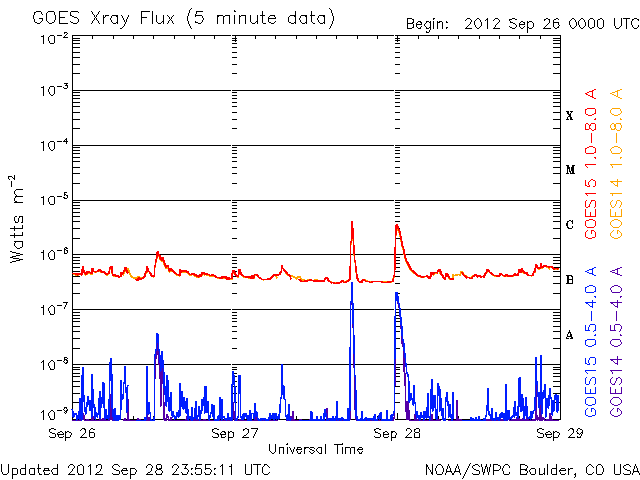 GOES Xray Flux (5 minute data)
Begin: 2012 Sep 26 0000 UTC
10-2
10-3
10-4
10-5
10-6
10-7
10-8
10-9
Watts m-2
X
M
C
B
A
GOES15 1.0-8.0 A
GOES14 1.0-8.0 A
GOES15 0.5-4.0 A
GOES14 0.5-4.0 A
Sep 26
Sep 27
Sep 28
Sep 29
Universal Time
Updated 2012 Sep 28 23:55:11 UTC
NOAA/SWPC Boulder, CO USA